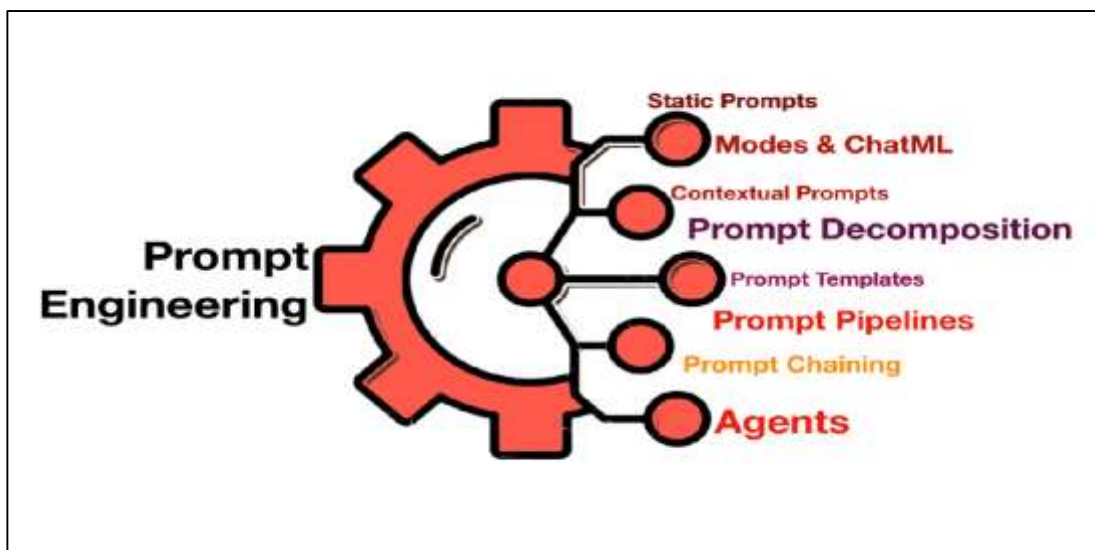 Prompt
Engineering
Static Prompts
Modes & ChatML
Contextual Prompts
Prompt Decomposition
Prompt Templates
Prompt Pipelines
Prompt Chaining
Agents